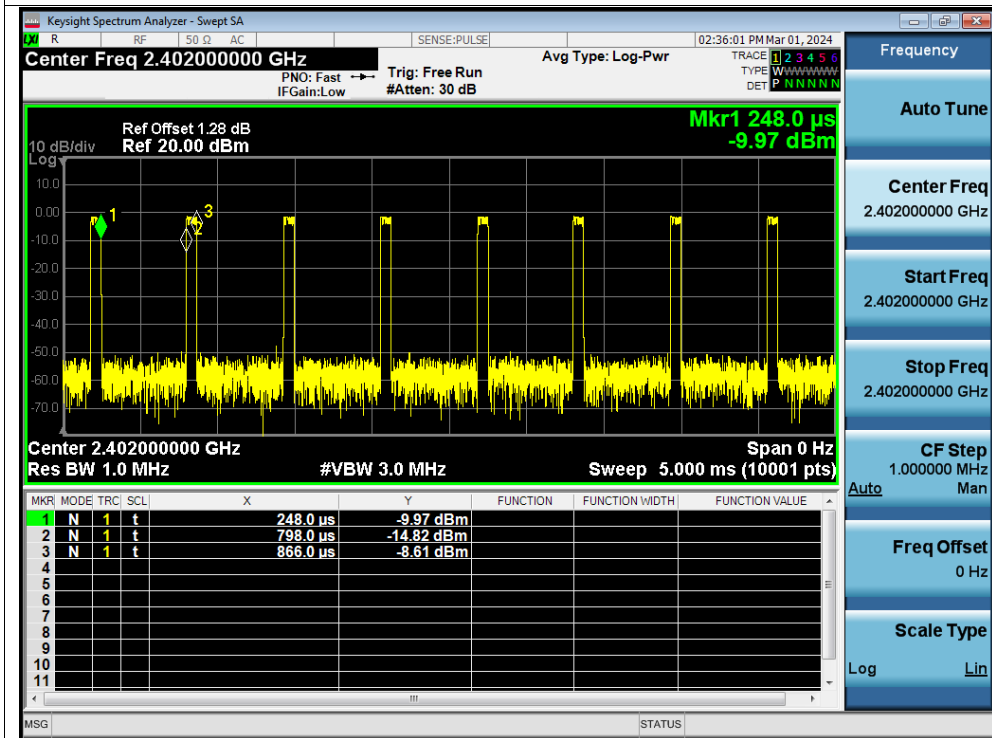 Keysight Spectrum Analyzer - Swept SA
LXI R RF 50 Ω AC SENSE:PULSE 02:36:01 PM Mar 01, 2024
Center Freq 2.402000000 GHz
PNO: Fast
IFGain:Low
Trig: Free Run
#Atten: 30 dB
Avg Type: Log-Pwr
TRACE 1 2 3 4 5 6
TYPE WWWWWW
DET P N N N N N
Mkr1 248.0 µs
-9.97 dBm
Ref Offset 1.28 dB
10 dB/div Ref 20.00 dBm
Log
10.0
0.00
-10.0
-20.0
-30.0
-40.0
-50.0
-60.0
-70.0
1
3
2
Center 2.402000000 GHz Span 0 Hz
Res BW 1.0 MHz #VBW 3.0 MHz Sweep 5.000 ms (10001 pts)
MKR MODE TRC SCL X Y FUNCTION FUNCTION WIDTH FUNCTION VALUE
1 N 1 t 248.0 µs -9.97 dBm
2 N 1 t 798.0 µs -14.82 dBm
3 N 1 t 866.0 µs -8.61 dBm
4
5
6
7
8
9
10
11
MSG STATUS
Frequency
Auto Tune
Center Freq
2.402000000 GHz
Start Freq
2.402000000 GHz
Stop Freq
2.402000000 GHz
CF Step
1.000000 MHz
Auto Man
Freq Offset
0 Hz
Scale Type
Log Lin